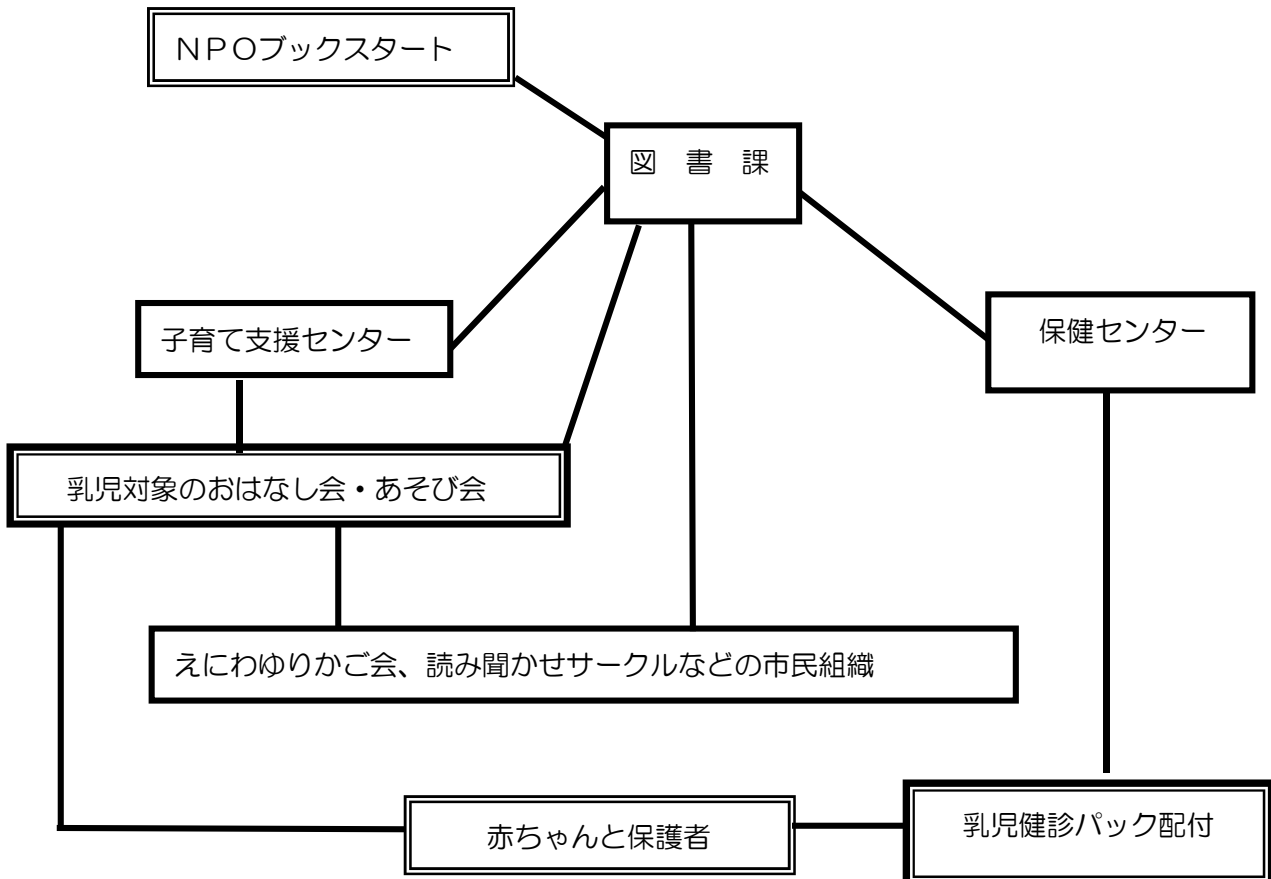 NPOブックスタート
図　書　課
子育て支援センター
保健センター
乳児対象のおはなし会・あそび会
えにわゆりかご会、読み聞かせサークルなどの市民組織
赤ちゃんと保護者
乳児健診パック配付